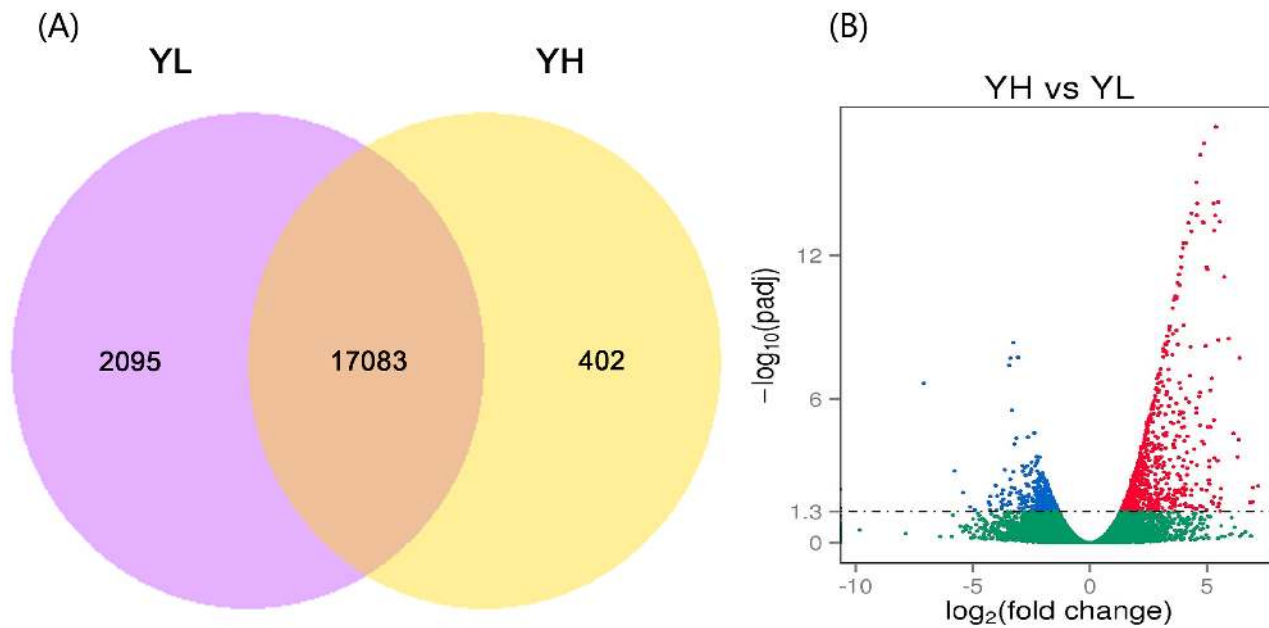 (A)
YL YH
2095 17083 402
(B)
YH vs YL
−log10(padj)
12
6
1.3
0
-10 -5 0 5
log2(fold change)